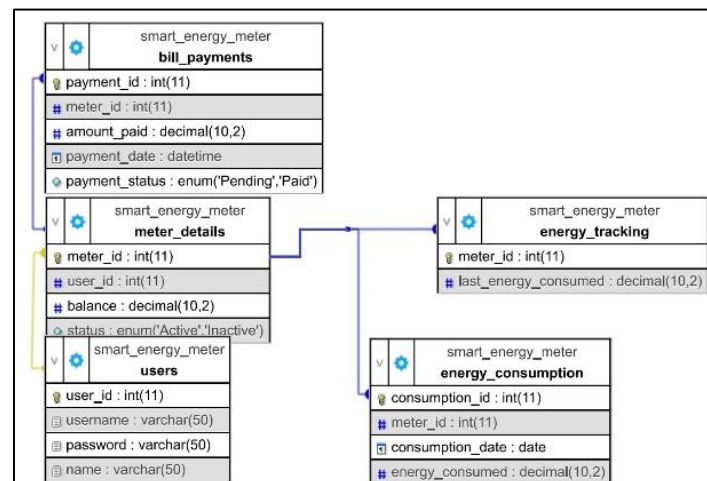 smart_energy_meter
bill_payments
payment_id : int(11)
meter_id : int(11)
amount_paid : decimal(10,2)
payment_date : datetime
payment_status : enum('Pending','Paid')
smart_energy_meter
meter_details
meter_id : int(11)
user_id : int(11)
balance : decimal(10,2)
status : enum('Active','Inactive')
smart_energy_meter
users
user_id : int(11)
username : varchar(50)
password : varchar(50)
name : varchar(50)
smart_energy_meter
energy_tracking
meter_id : int(11)
last_energy_consumed : decimal(10,2)
smart_energy_meter
energy_consumption
consumption_id : int(11)
meter_id : int(11)
consumption_date : date
energy_consumed : decimal(10,2)